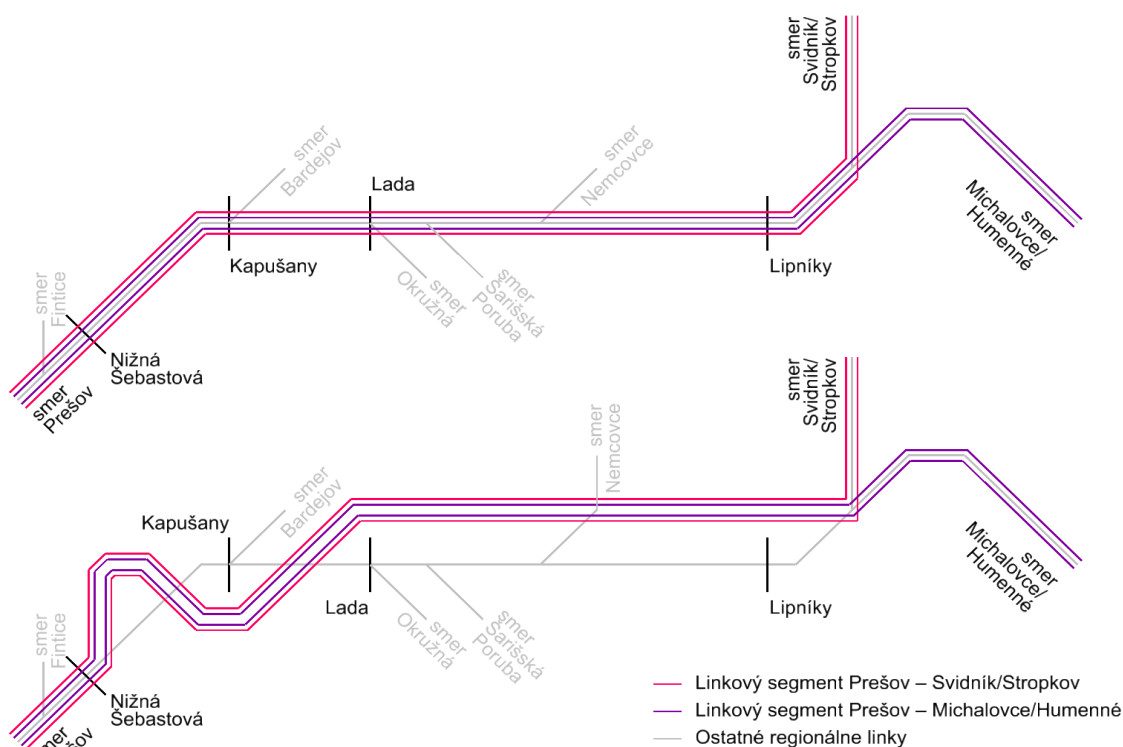 smer
Svidník/
Stropkov
smer
Bardejov
smer
Nemcovce
Lada
smer
Michalovce/
Humenné
Kapušany
Lipníky
smer
Okružná
smer
Šarišská
Poruba
smer
Fintice
Nižná
Šebastová
smer
Prešov
smer
Svidník/
Stropkov
smer
Nemcovce
smer
Bardejov
Kapušany
smer
Michalovce/
Humenné
Lada
Lipníky
smer
Okružná
smer
Šarišská
Poruba
smer
Fintice
Nižná
Šebastová
Linkový segment Prešov – Svidník/Stropkov
Linkový segment Prešov – Michalovce/Humenné
Ostatné regionálne linky